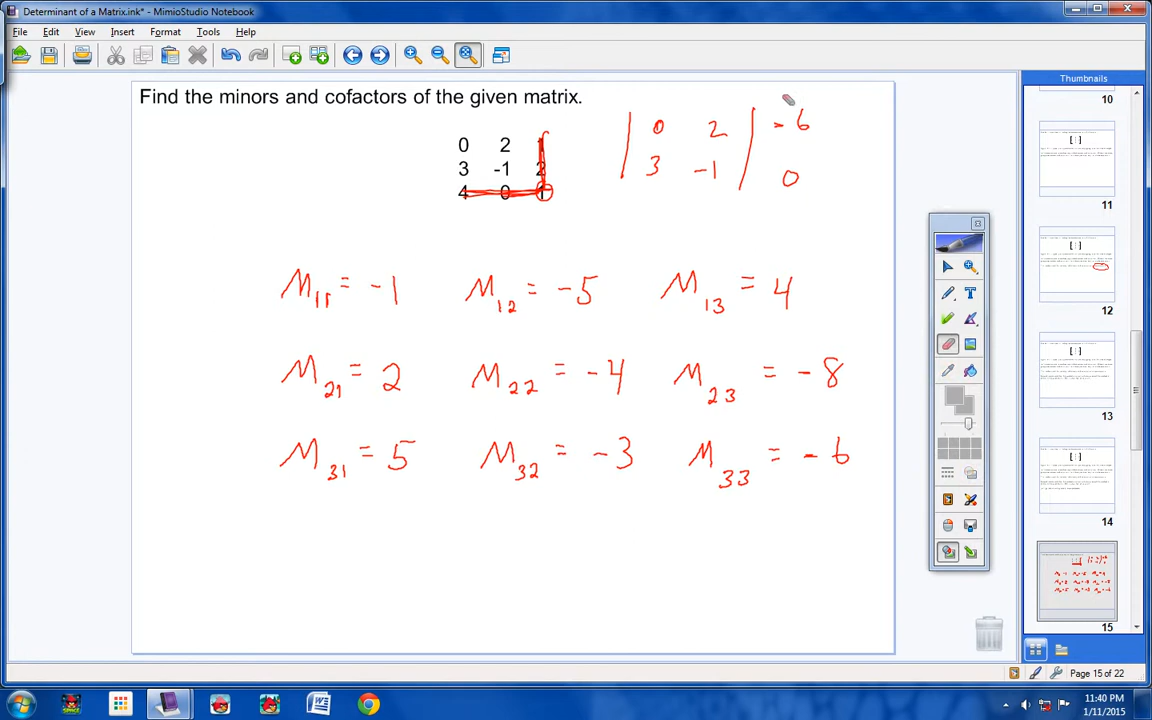 Determinant of a Matrix.ink* - MimioStudio Notebook
File Edit View Insert Format Tools Help
Find the minors and cofactors of the given matrix.
Thumbnails
10
0 2
3 -1 2
4 0 1
| 0 2 | -6
| 3 -1 | 0
11
M11 = -1 M12 = -5 M13 = 4
12
M21 = 2 M22 = -4 M23 = -8
13
M31 = 5 M32 = -3 M33 = -6
14
15
Page 15 of 22
11:40 PM
1/11/2015